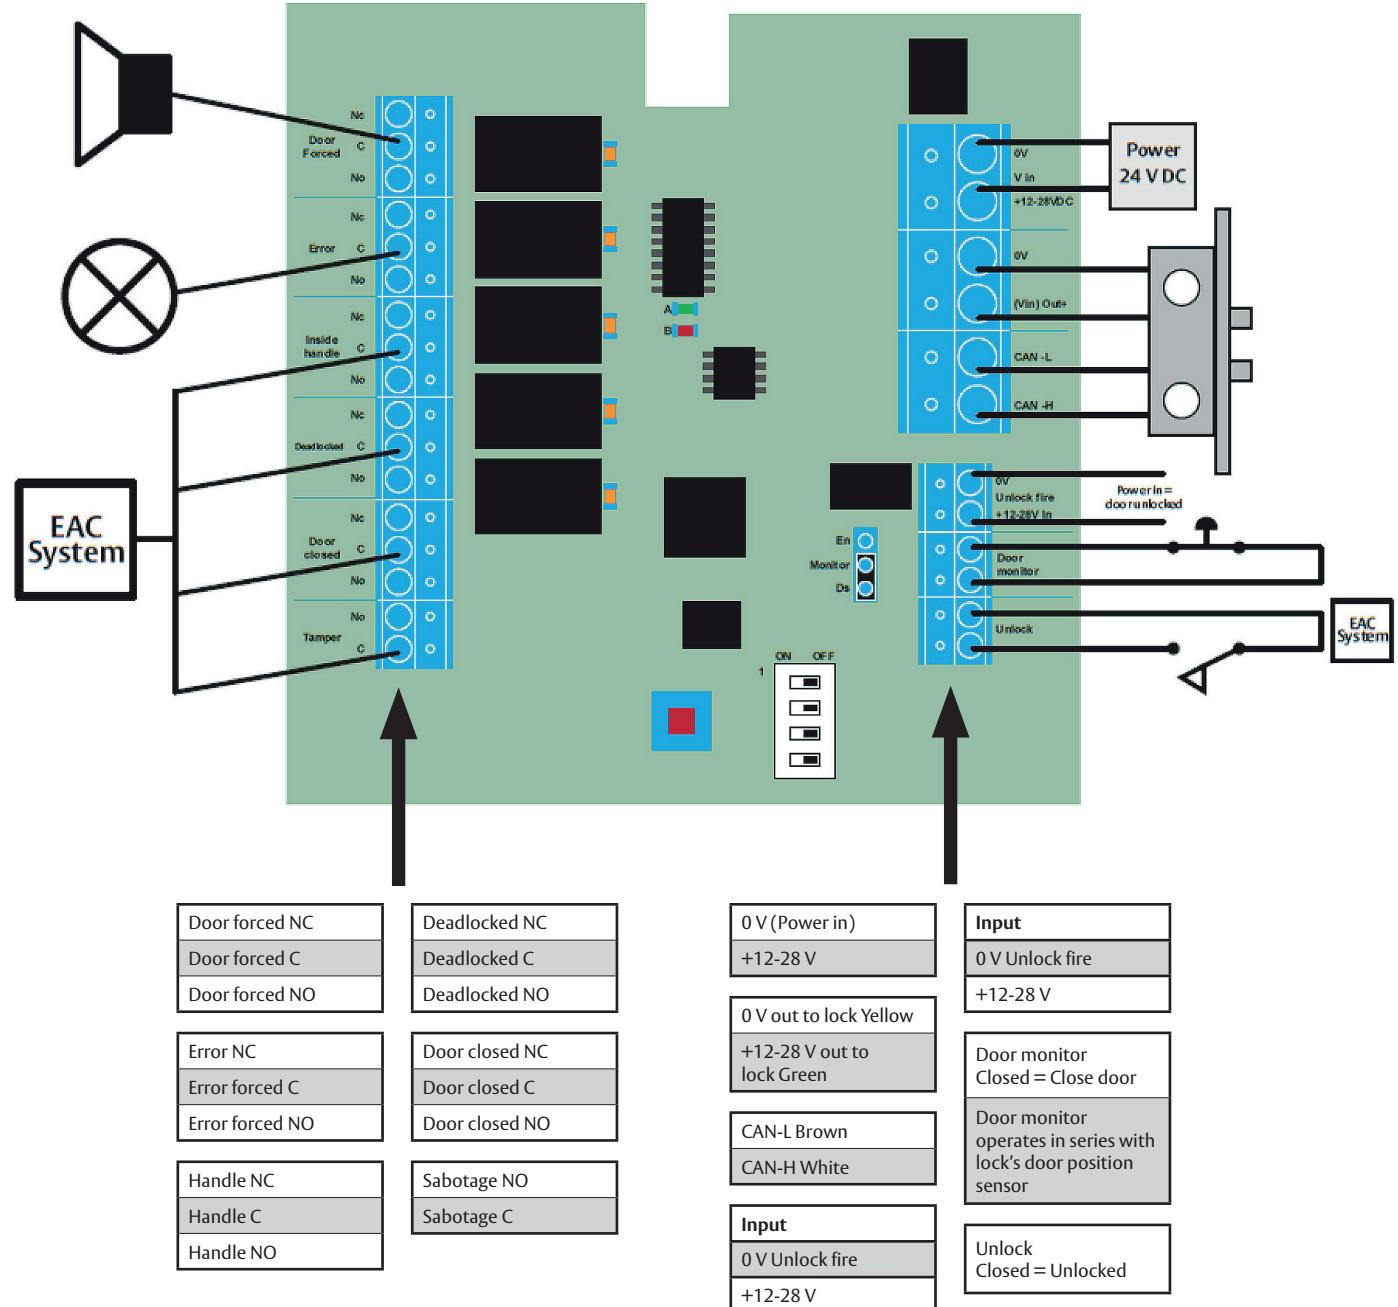 Nc
Door
Forced
C
No
Nc
Error C
No
Nc
Inside
handle
C
No
Nc
Deadlocked C
No
Nc
Door
closed
C
No
No
Tamper
C
EAC
System
A
B
0V
V in
+12-28VDC
0V
(Vin) Out+
CAN -L
CAN -H
Power
24 V DC
0V
Unlock fire
+12-28V In
Door
monitor
Unlock
Power in =
door unlocked
EAC
System
En
Monitor
Ds
ON OFF
1
Door forced NC
Door forced C
Door forced NO
Error NC
Error forced C
Error forced NO
Handle NC
Handle C
Handle NO
Deadlocked NC
Deadlocked C
Deadlocked NO
Door closed NC
Door closed C
Door closed NO
Sabotage NO
Sabotage C
0 V (Power in)
+12-28 V
0 V out to lock Yellow
+12-28 V out to
lock Green
CAN-L Brown
CAN-H White
Input
0 V Unlock fire
+12-28 V
Input
0 V Unlock fire
+12-28 V
Door monitor
Closed = Close door
Door monitor
operates in series with
lock's door position
sensor
Unlock
Closed = Unlocked